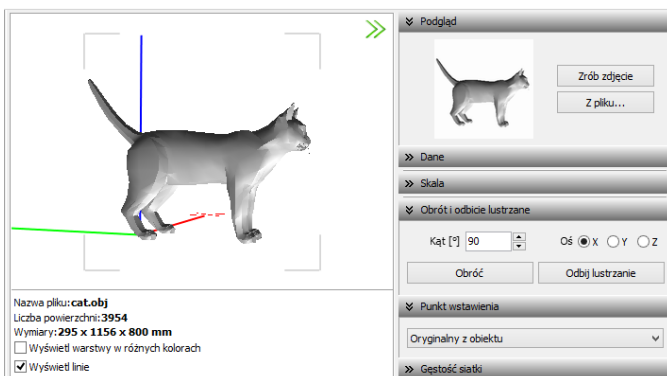 Podgląd
Zrób zdjęcie
Z pliku...
Dane
Skala
Obrót i odbicie lustrzane
Kąt [°] 90 Oś X Y Z
Obróć Odbij lustrzanie
Punkt wstawienia
Oryginalny z obiektu
Gęstość siatki
Nazwa pliku: cat.obj
Liczba powierzchni: 3954
Wymiary: 295 x 1156 x 800 mm
Wyświetl warstwy w różnych kolorach
Wyświetl linie